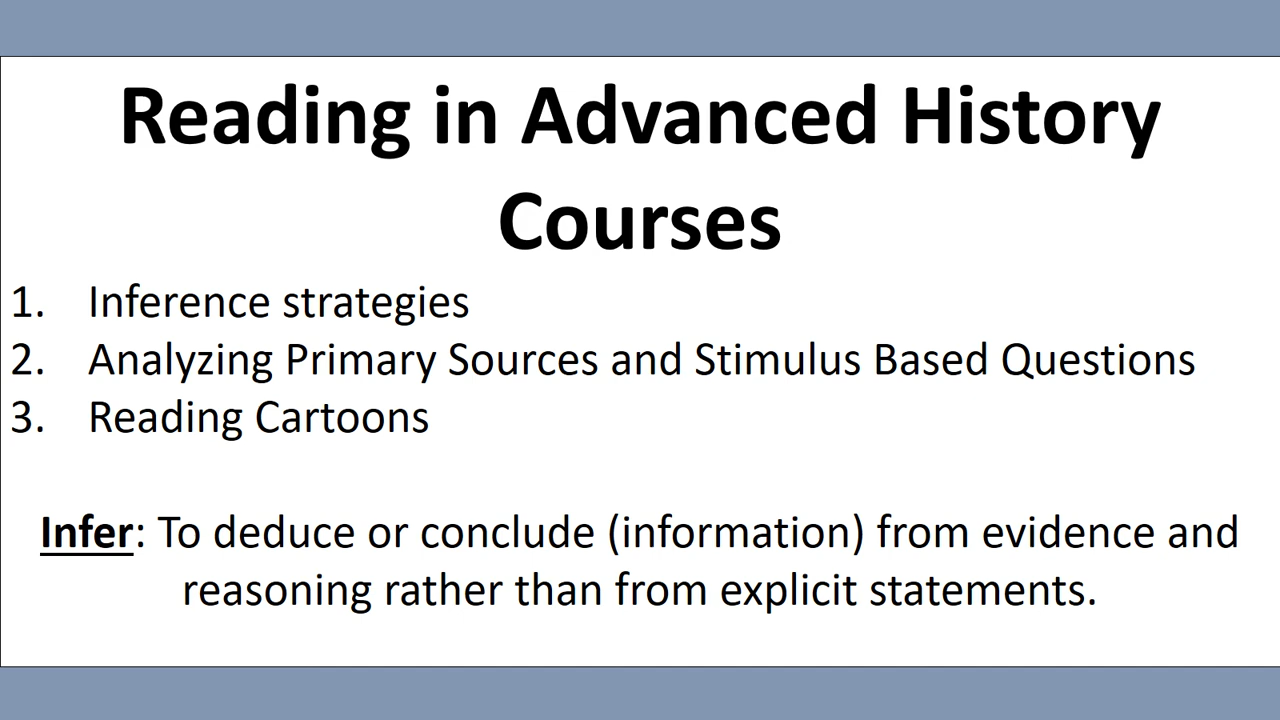 Reading in Advanced History
Courses
1. Inference strategies
2. Analyzing Primary Sources and Stimulus Based Questions
3. Reading Cartoons
Infer: To deduce or conclude (information) from evidence and
reasoning rather than from explicit statements.